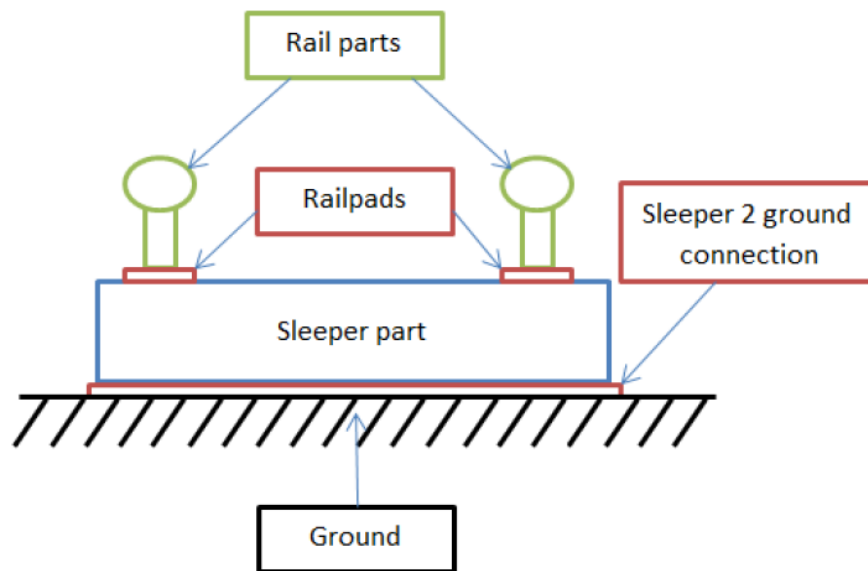 Rail parts
Railpads
Sleeper 2 ground
connection
Sleeper part
Ground